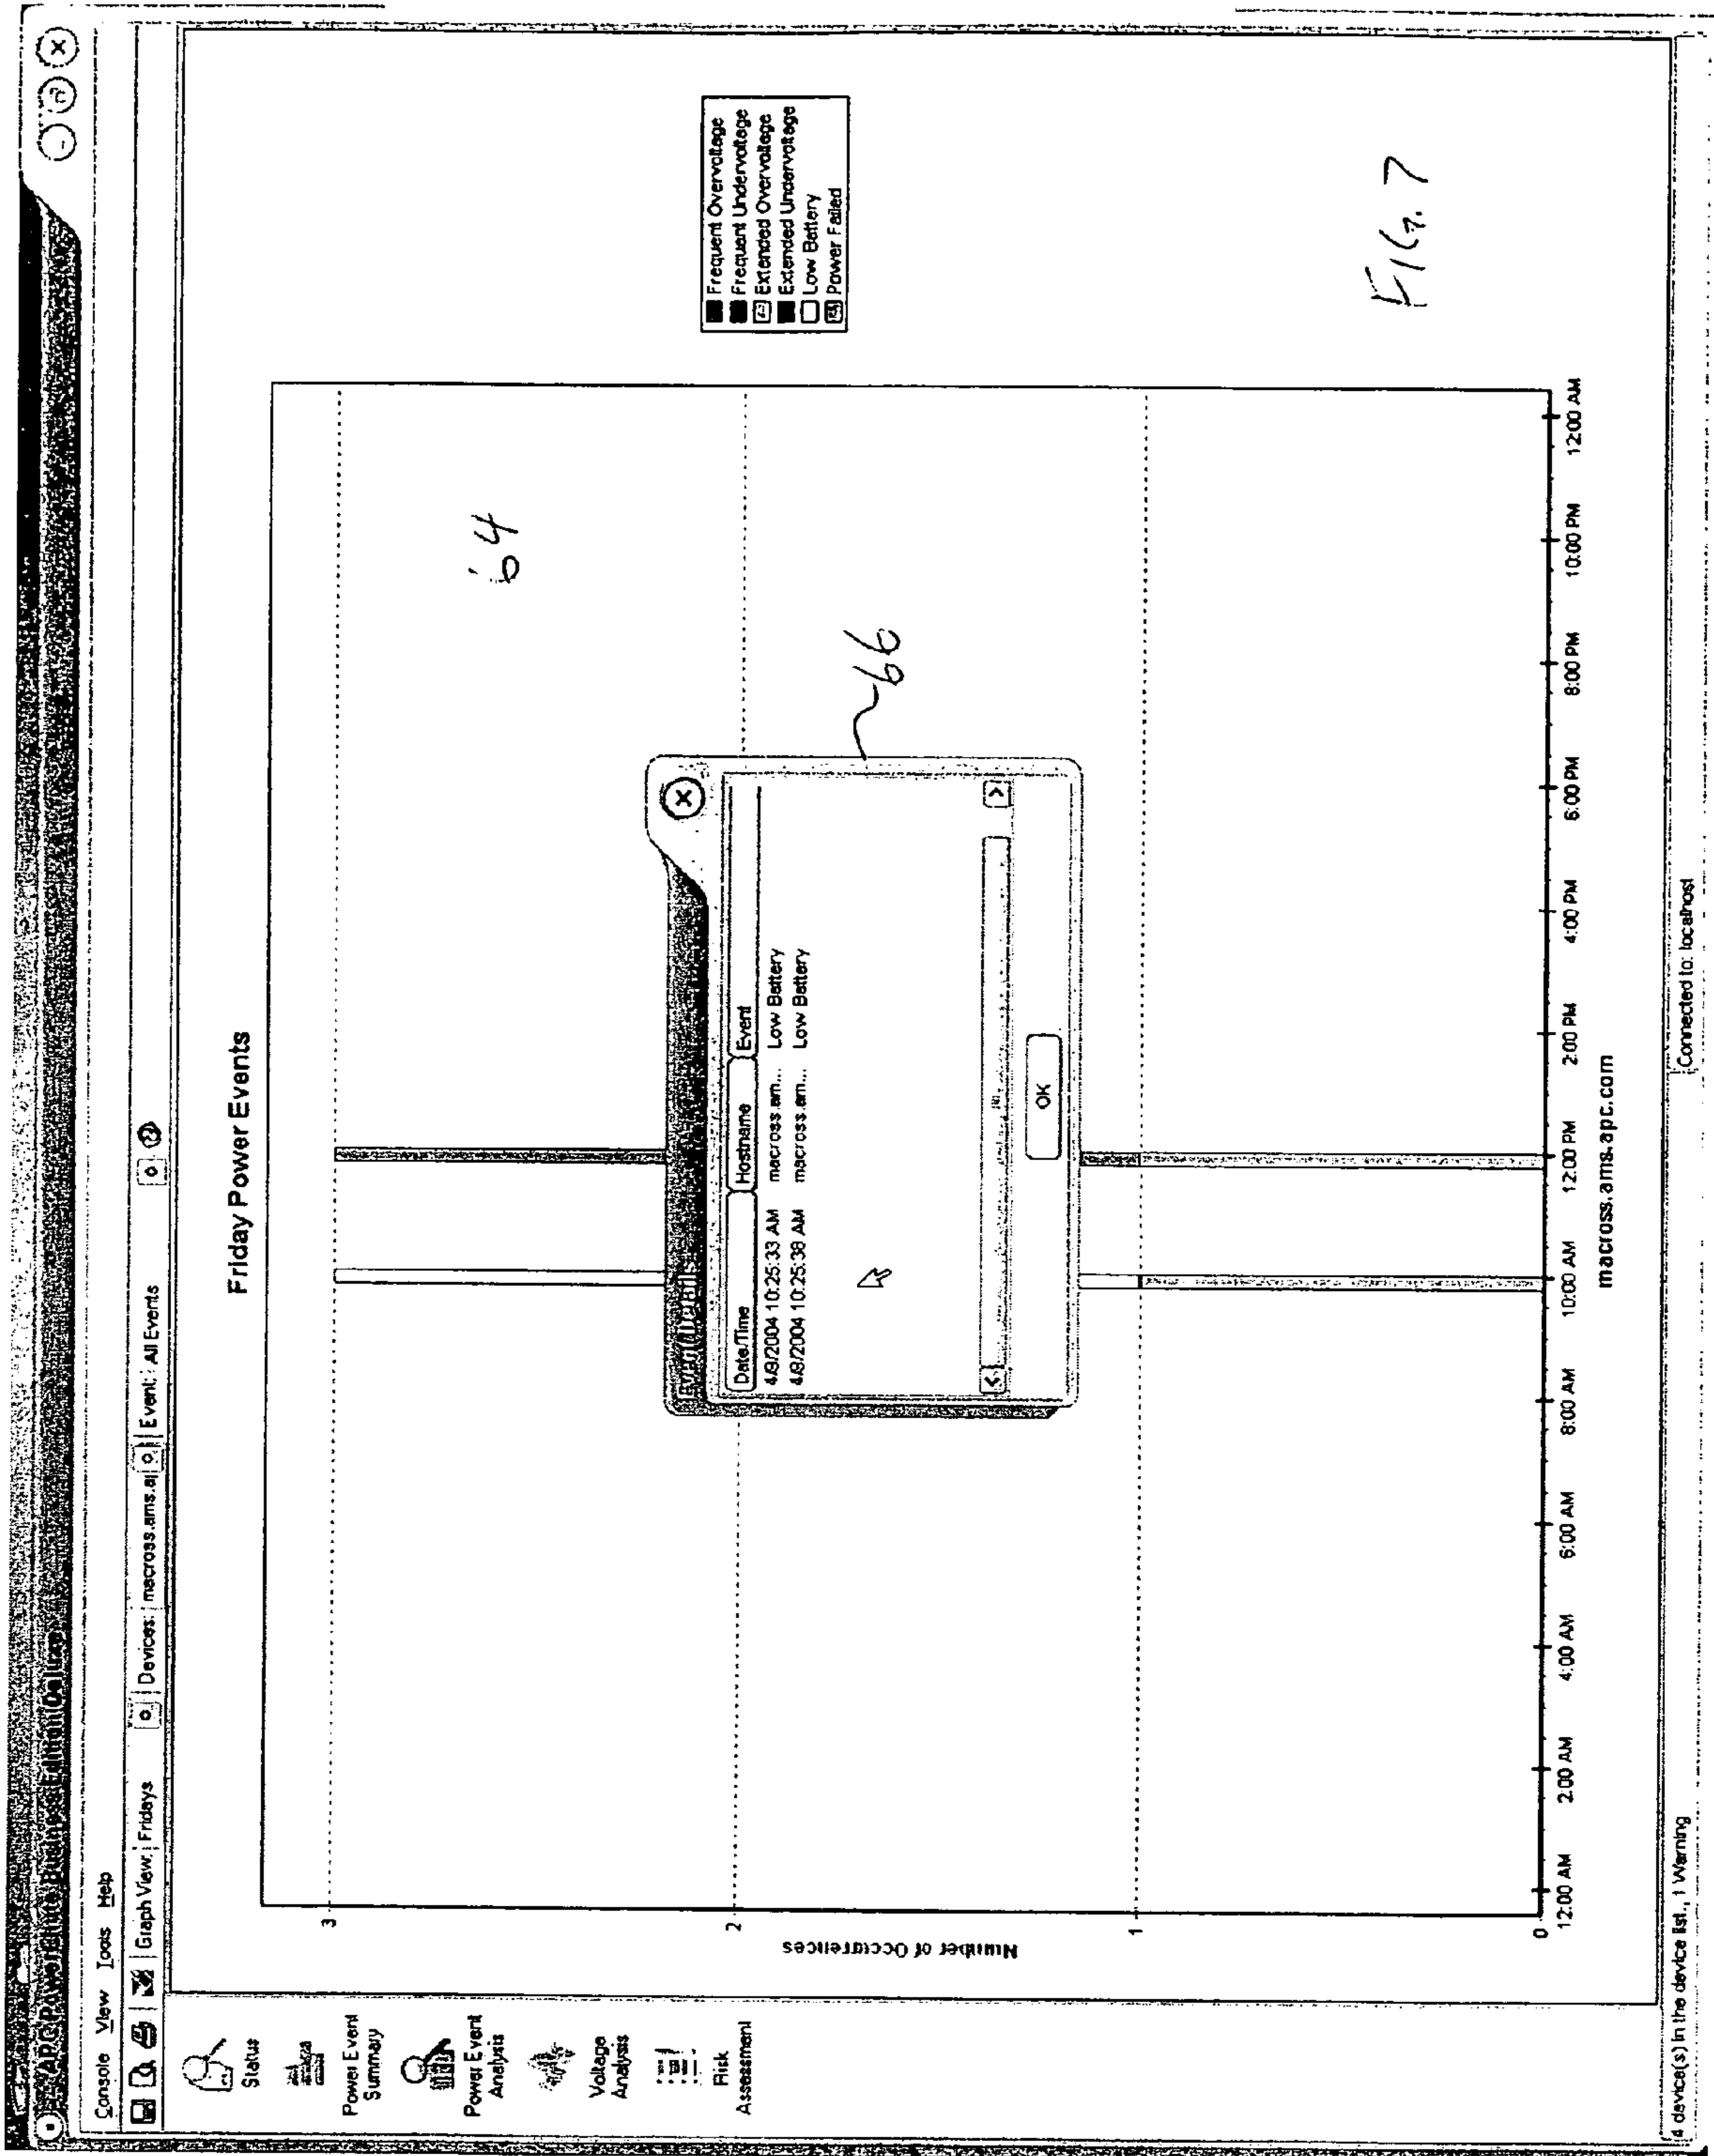 APC PowerChute Business Edition Deluxe
Console View Tools Help
Graph View: Fridays Devices: macross.ams.a Event: All Events
Status
Power Event
Summary
Power Event
Analysis
Voltage
Analysis
Risk
Assessment
Friday Power Events
Number of Occurrences
3
2
1
0
12:00 AM 2:00 AM 4:00 AM 6:00 AM 8:00 AM 10:00 AM 12:00 PM 2:00 PM 4:00 PM 6:00 PM 8:00 PM 10:00 PM 12:00 AM
macross.ams.apc.com
Event Details
Date/Time Hostname Event
4/9/2004 10:25:33 AM macross.am... Low Battery
4/9/2004 10:25:38 AM macross.am... Low Battery
OK
64
66
Frequent Overvoltage
Frequent Undervoltage
Extended Overvoltage
Extended Undervoltage
Low Battery
Power Failed
FIG. 7
4 device(s) in the device list, 1 Warning
Connected to: localhost